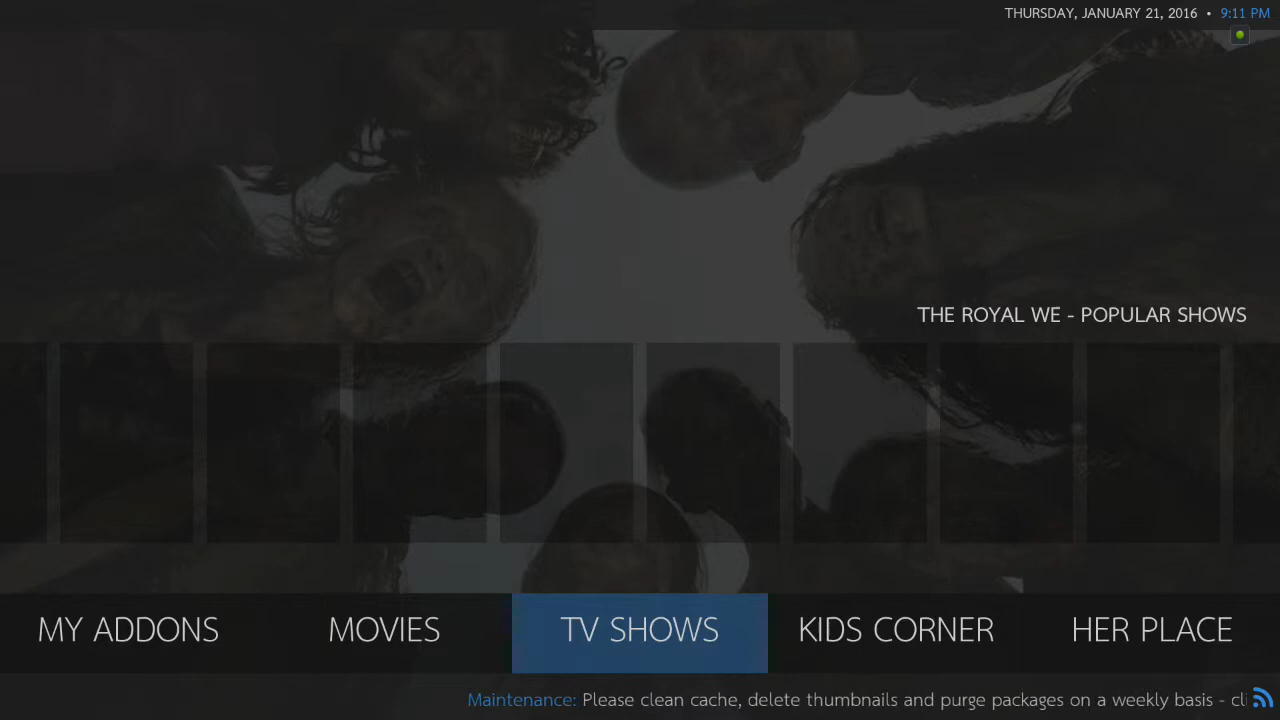 THURSDAY, JANUARY 21, 2016 • 9:11 PM
THE ROYAL WE - POPULAR SHOWS
MY ADDONS MOVIES TV SHOWS KIDS CORNER HER PLACE
Maintenance: Please clean cache, delete thumbnails and purge packages on a weekly basis -